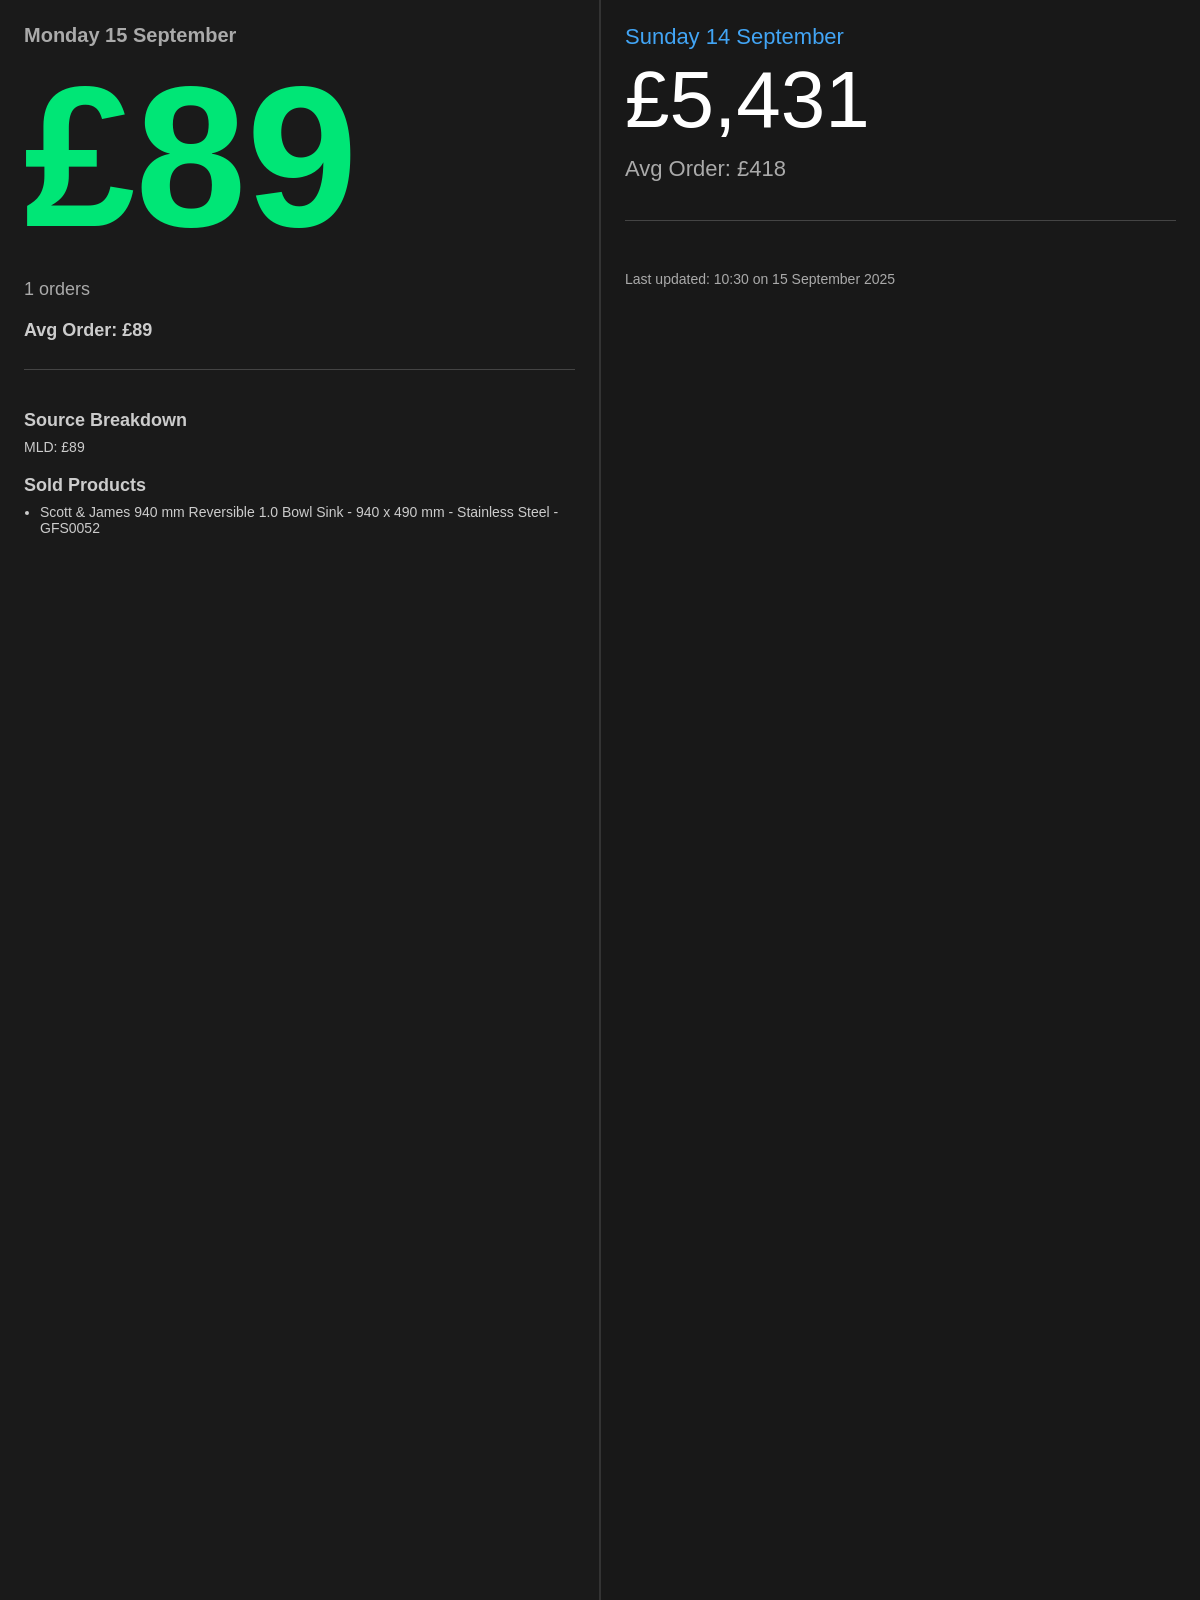 Monday 15 September
£89
1 orders
Avg Order: £89
Source Breakdown
MLD: £89
Sold Products
• Scott & James 940 mm Reversible 1.0 Bowl Sink - 940 x 490 mm - Stainless Steel -
GFS0052
Sunday 14 September
£5,431
Avg Order: £418
Last updated: 10:30 on 15 September 2025